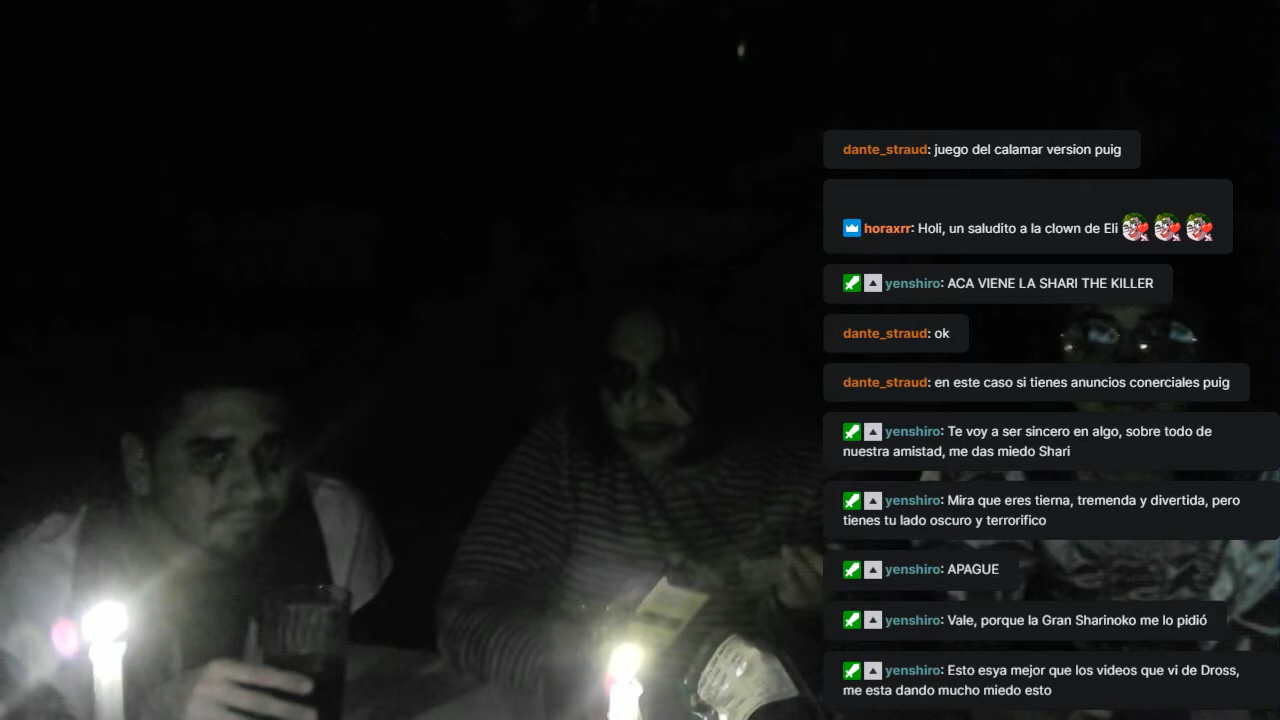 dante_straud: juego del calamar version puig
horaxrr: Holi, un saludito a la clown de Eli
yenshiro: ACA VIENE LA SHARI THE KILLER
dante_straud: ok
dante_straud: en este caso si tienes anuncios conerciales puig
yenshiro: Te voy a ser sincero en algo, sobre todo de
nuestra amistad, me das miedo Shari
yenshiro: Mira que eres tierna, tremenda y divertida, pero
tienes tu lado oscuro y terrorifico
yenshiro: APAGUE
yenshiro: Vale, porque la Gran Sharinoko me lo pidió
yenshiro: Esto esya mejor que los videos que vi de Dross,
me esta dando mucho miedo esto